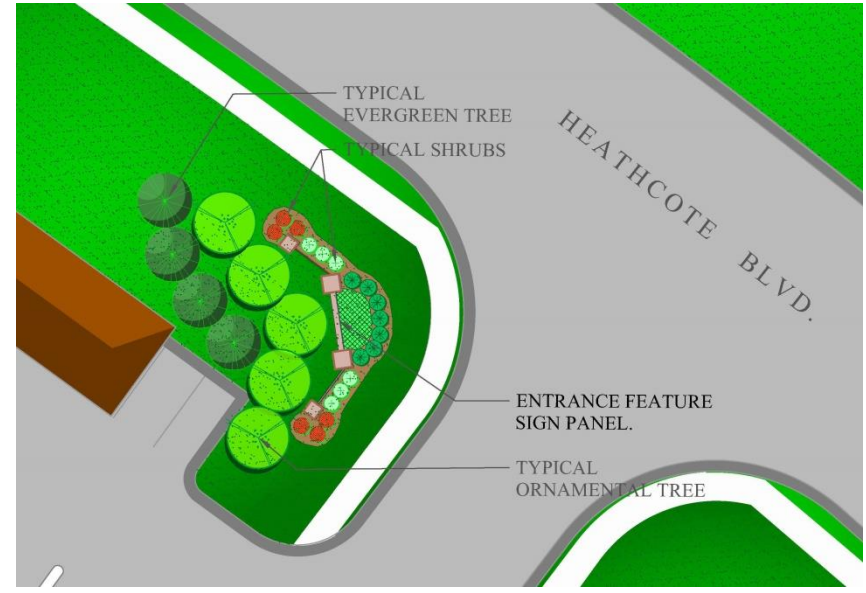 TYPICAL
EVERGREEN TREE
TYPICAL SHRUBS
HEATHCOTE BLVD.
ENTRANCE FEATURE
SIGN PANEL.
TYPICAL
ORNAMENTAL TREE